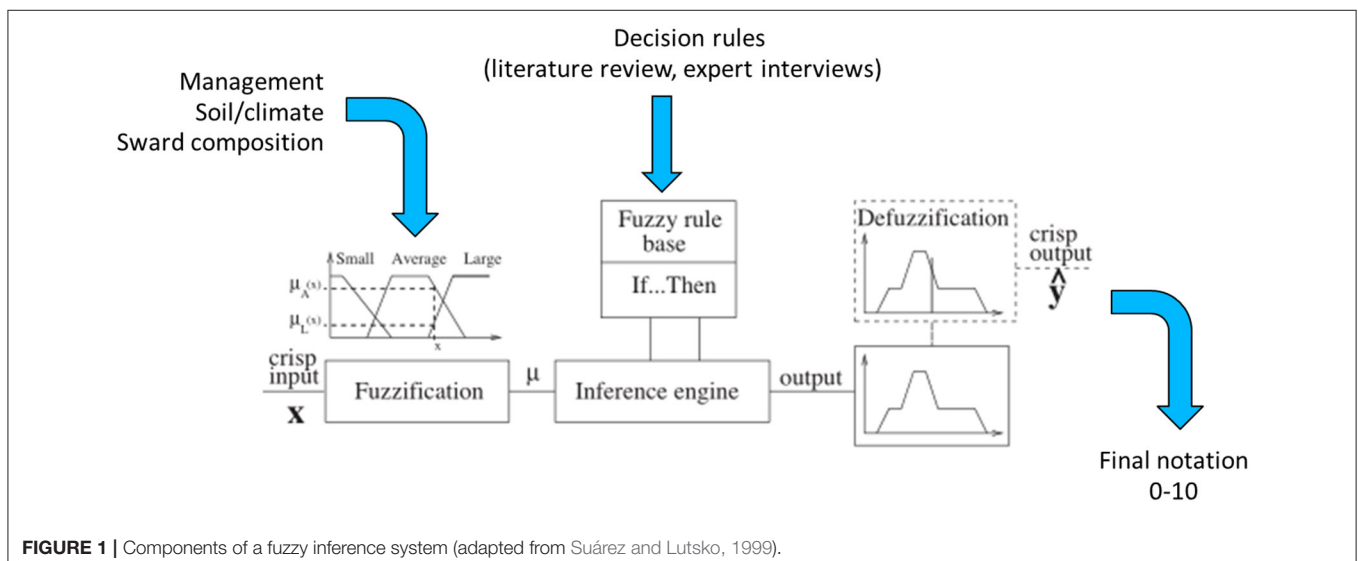 Decision rules
(literature review, expert interviews)
Management
Soil/climate
Sward composition
Small Average Large
μA(x)
μL(x)
x
Fuzzy rule
base
If...Then
Defuzzification
crisp
output
ŷ
crisp
input
x
Fuzzification
μ
Inference engine
output
Final notation
0-10
FIGURE 1 | Components of a fuzzy inference system (adapted from Suárez and Lutsko, 1999).